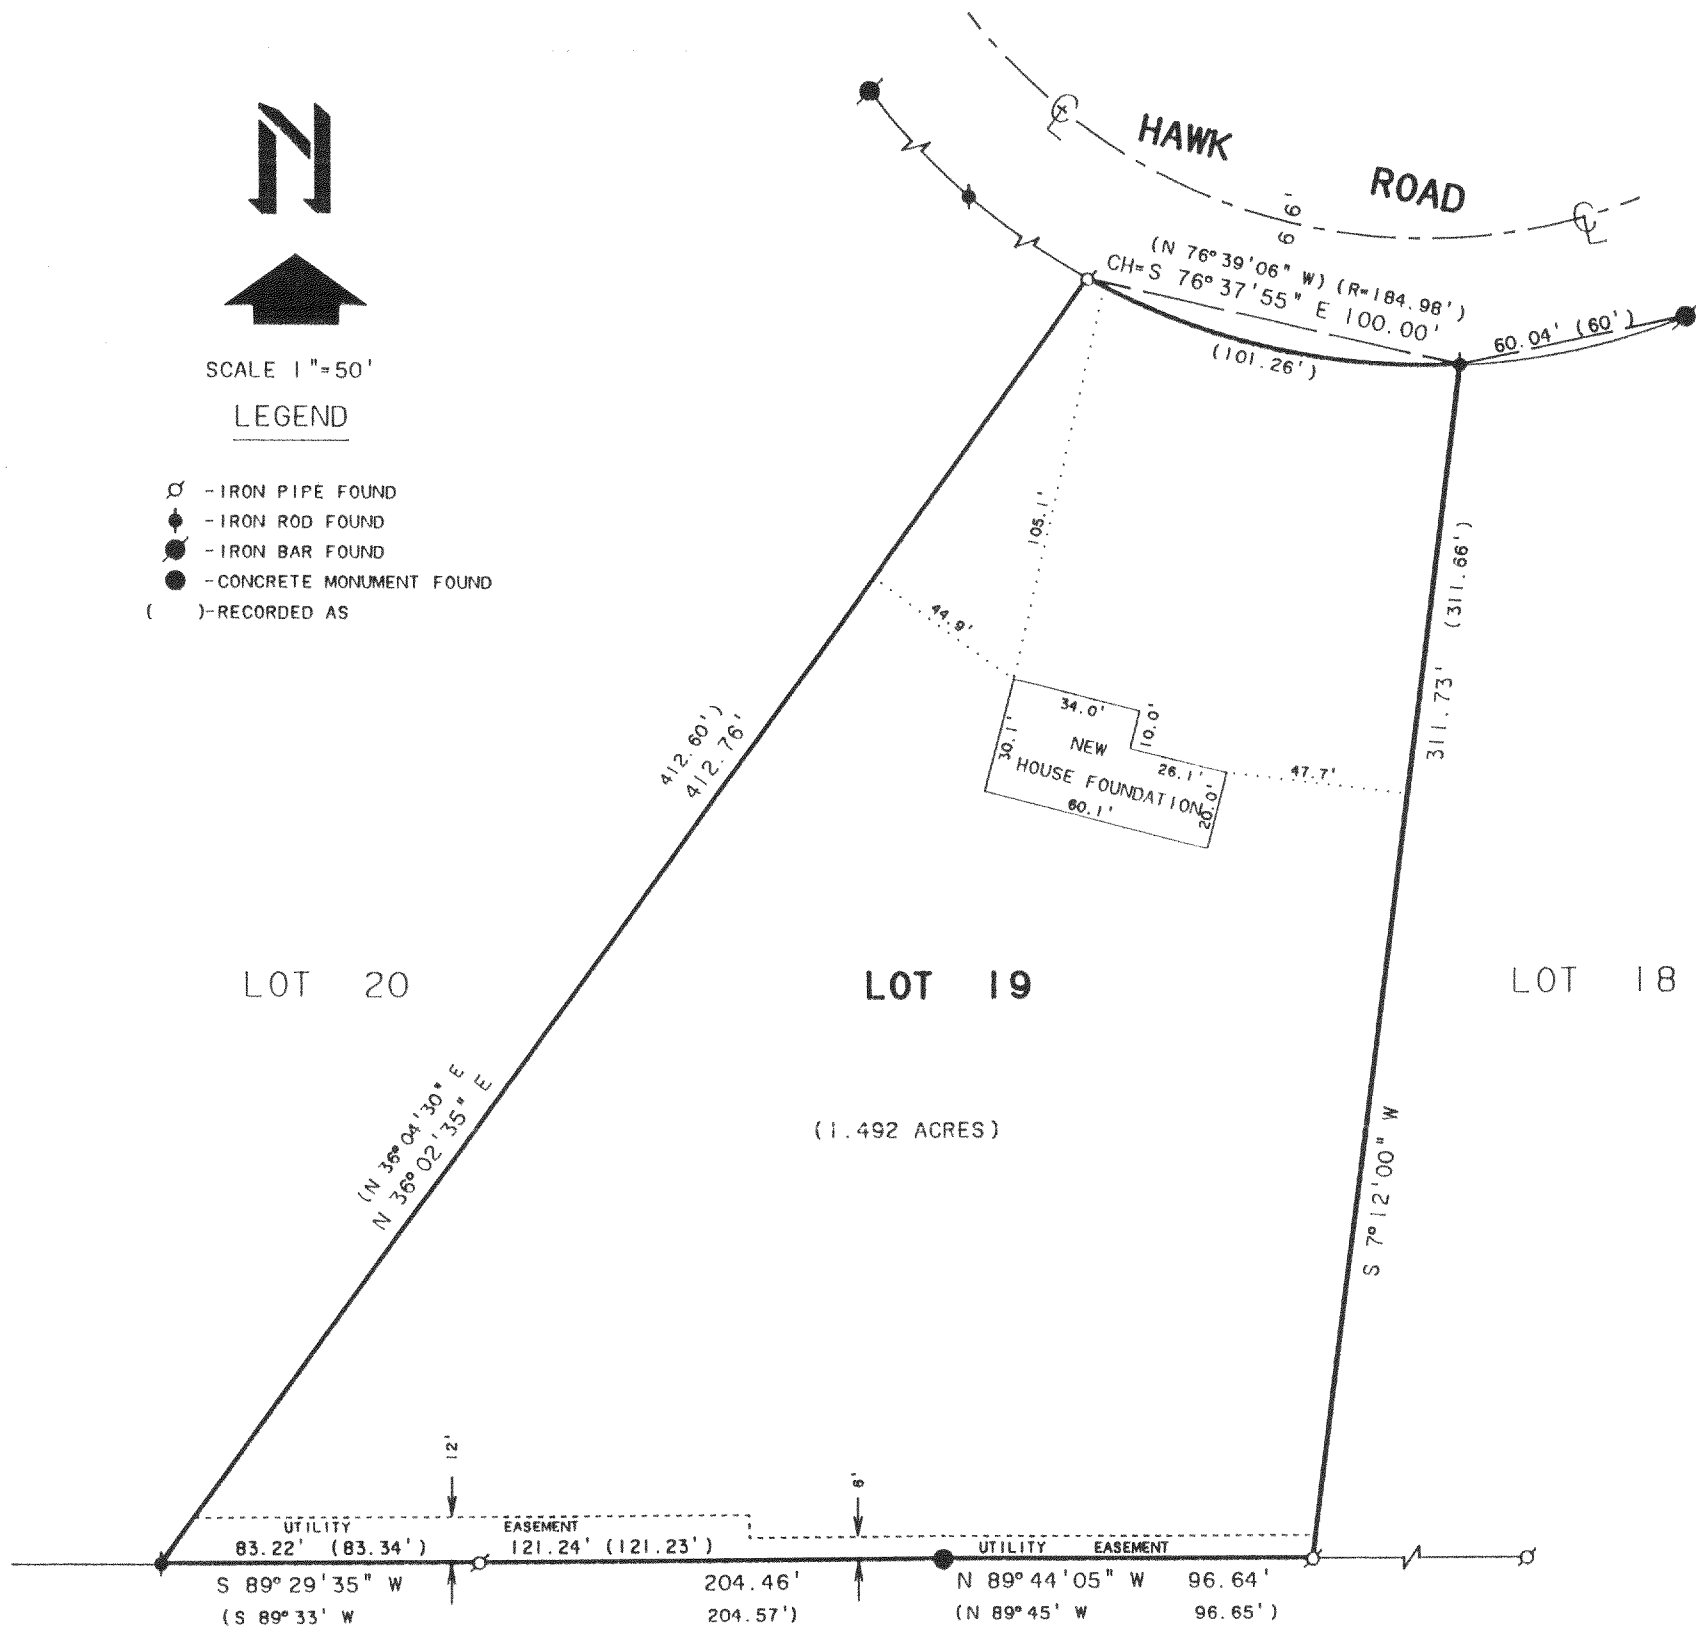 HAWK ROAD
66'
(N 76°39'06" W) (R=184.98')
CH=S 76°37'55" E 100.00'
(101.26')
60.04' (60')
N
SCALE 1"=50'
LEGEND
-IRON PIPE FOUND
-IRON ROD FOUND
-IRON BAR FOUND
-CONCRETE MONUMENT FOUND
( )-RECORDED AS
105.1'
44.9'
(311.66')
311.73'
34.0'
10.0'
30.1'
NEW
HOUSE FOUNDATION
26.1'
47.7'
20.0'
60.1'
412.60')
412.76'
LOT 20
LOT 19
LOT 18
(1.492 ACRES)
(N 36°04'30" E
N 36°02'35" E
S 7°12'00" W
12'
6'
UTILITY EASEMENT
83.22' (83.34') 121.24' (121.23')
UTILITY EASEMENT
S 89°29'35" W 204.46'
(S 89°33' W 204.57')
N 89°44'05" W 96.64'
(N 89°45' W 96.65')